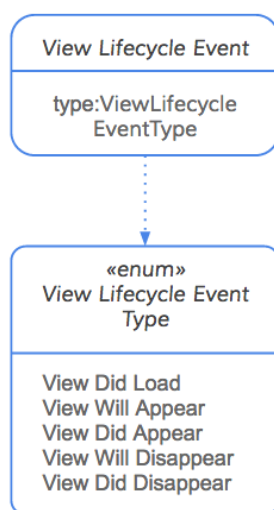 View Lifecycle Event
type:ViewLifecycle
EventType
«enum»
View Lifecycle Event
Type
View Did Load
View Will Appear
View Did Appear
View Will Disappear
View Did Disappear